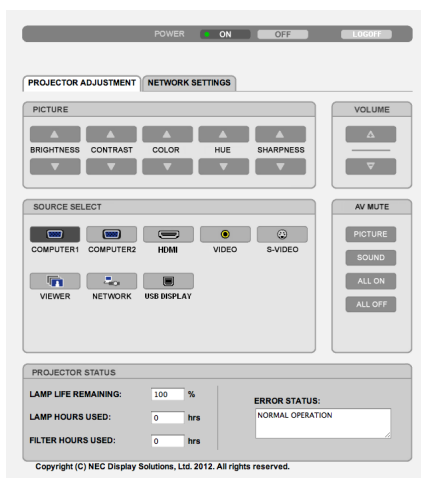 POWER ON OFF LOGOFF
PROJECTOR ADJUSTMENT NETWORK SETTINGS
PICTURE VOLUME
BRIGHTNESS CONTRAST COLOR HUE SHARPNESS
SOURCE SELECT AV MUTE
PICTURE
COMPUTER1 COMPUTER2 HDMI VIDEO S-VIDEO
SOUND
ALL ON
VIEWER NETWORK USB DISPLAY
ALL OFF
PROJECTOR STATUS
LAMP LIFE REMAINING: 100 %
ERROR STATUS:
LAMP HOURS USED: 0 hrs
NORMAL OPERATION
FILTER HOURS USED: 0 hrs
Copyright (C) NEC Display Solutions, Ltd. 2012. All rights reserved.